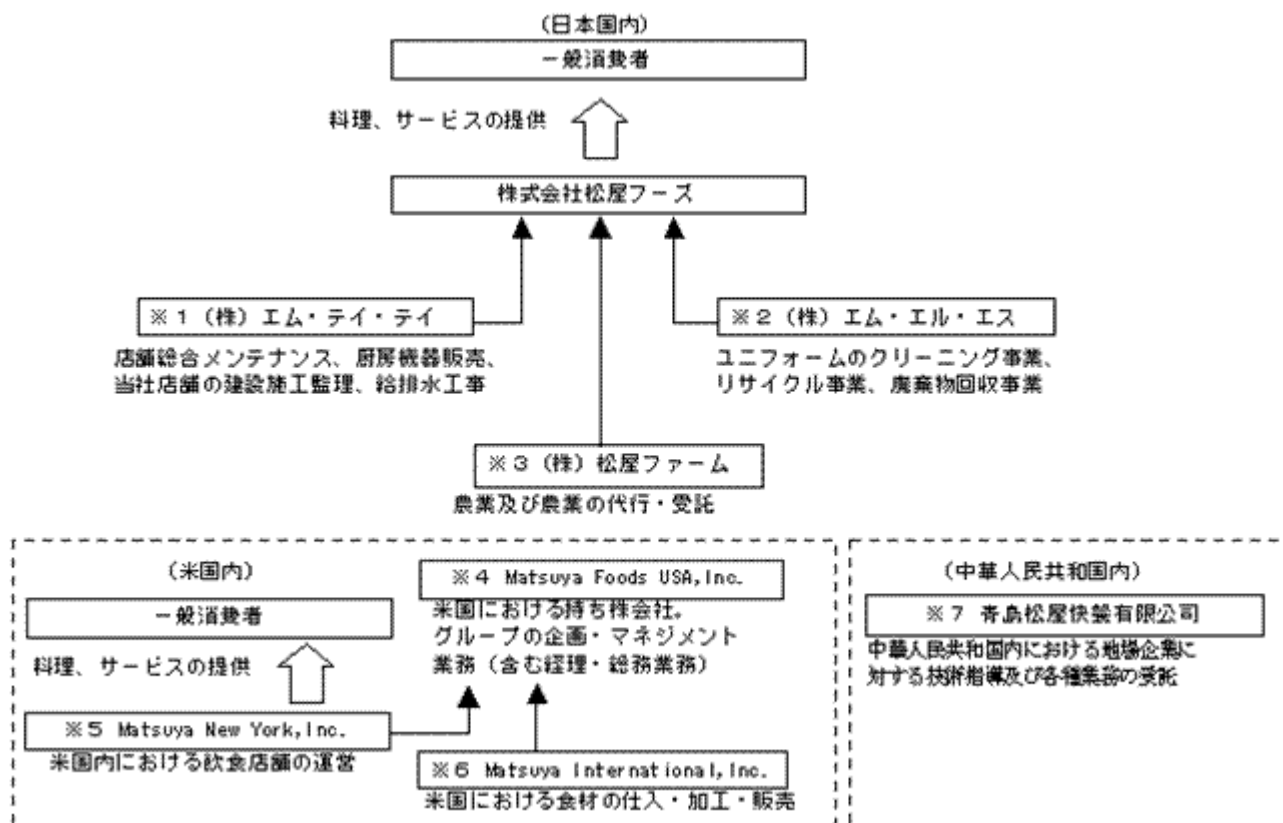 (日本国内)
一般消費者
料理、サービスの提供
株式会社松屋フーズ
※1（株）エム・テイ・テイ
店舗総合メンテナンス、厨房機器販売、
当社店舗の建設施工監理、給排水工事
※2（株）エム・エル・エス
ユニフォームのクリーニング事業、
リサイクル事業、廃棄物回収事業
※3（株）松屋ファーム
農業及び農業の代行・受託
(米国内)
一般消費者
料理、サービスの提供
※5 Matsuya New York,Inc.
米国内における飲食店舗の運営
※4 Matsuya Foods USA,Inc.
米国における持ち株会社。
グループの企画・マネジメント
業務（含む経理・総務業務）
※6 Matsuya International,Inc.
米国における食材の仕入・加工・販売
(中華人民共和国内)
※7 青島松屋快餐有限公司
中華人民共和国内における地場企業に
対する技術指導及び各種業務の受託